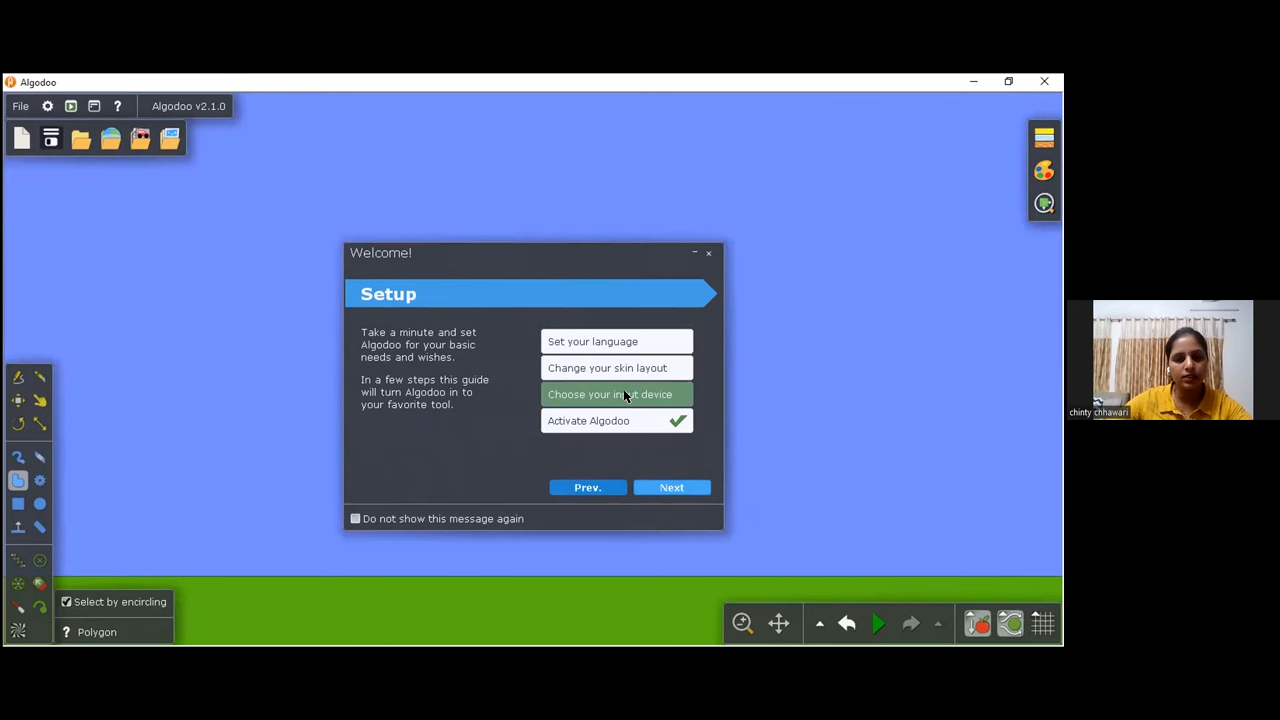 Algodoo
File
Algodoo v2.1.0
Welcome!
Setup
Take a minute and set
Algodoo for your basic
needs and wishes.
In a few steps this guide
will turn Algodoo in to
your favorite tool.
Set your language
Change your skin layout
Choose your input device
Activate Algodoo
Prev.
Next
Do not show this message again
Select by encircling
? Polygon
chinty chhawari